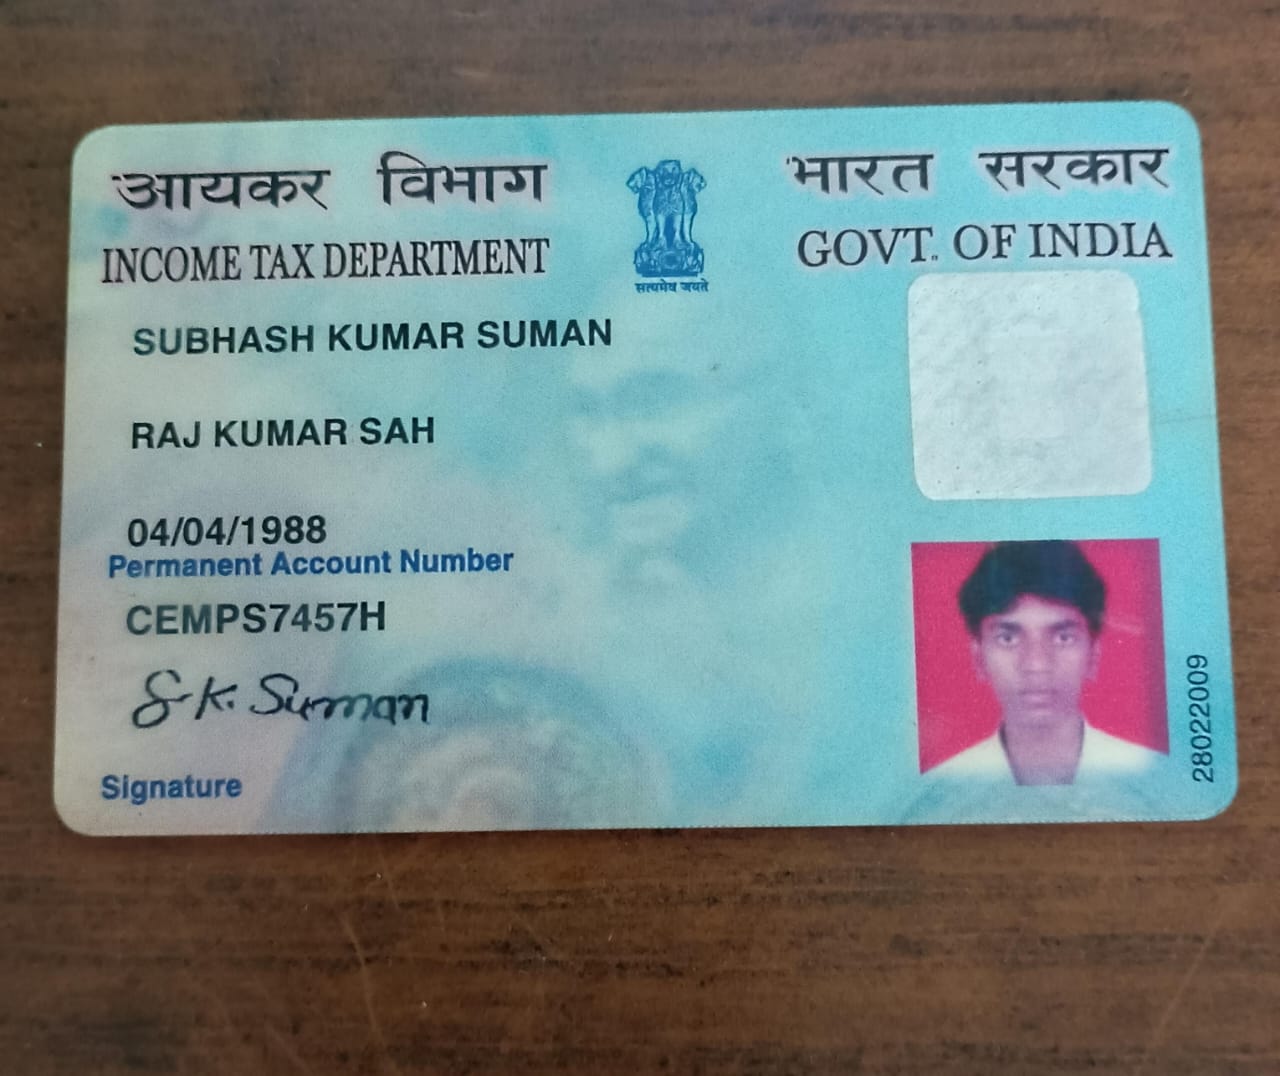 आयकर विभाग
INCOME TAX DEPARTMENT
सत्यमेव जयते
भारत सरकार
GOVT. OF INDIA
SUBHASH KUMAR SUMAN
RAJ KUMAR SAH
04/04/1988
Permanent Account Number
CEMPS7457H
S.K. Suman
Signature
28022009